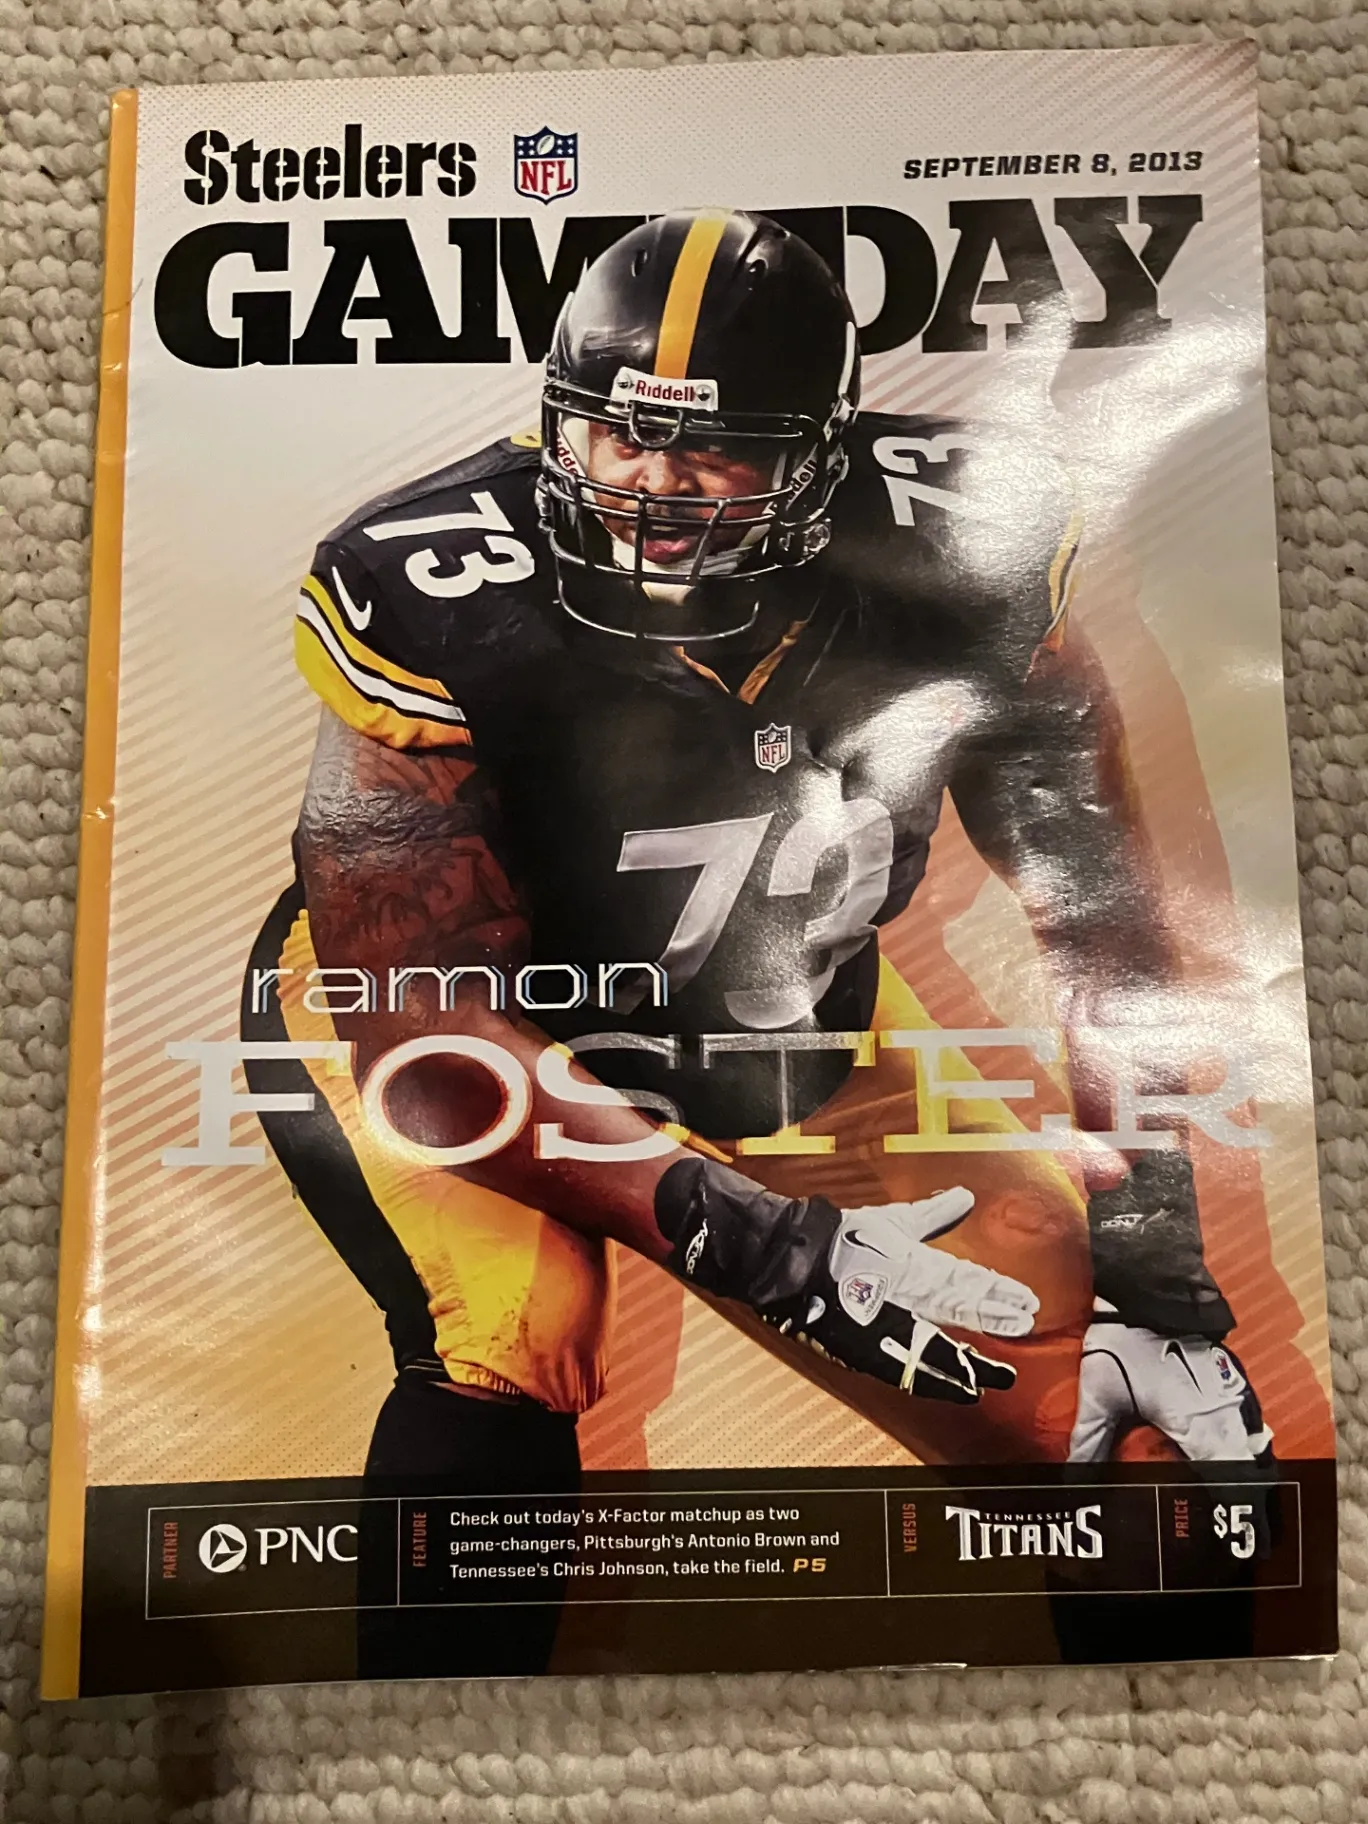 Steelers
NFL
SEPTEMBER 8, 2013
GAMEDAY
Riddell
73
73
NFL
73
ramon
FOSTER
PARTNER
PNC
FEATURE
Check out today's X-Factor matchup as two
game-changers, Pittsburgh's Antonio Brown and
Tennessee's Chris Johnson, take the field. P5
VERSUS
TENNESSEE
TITANS
PRICE
$5